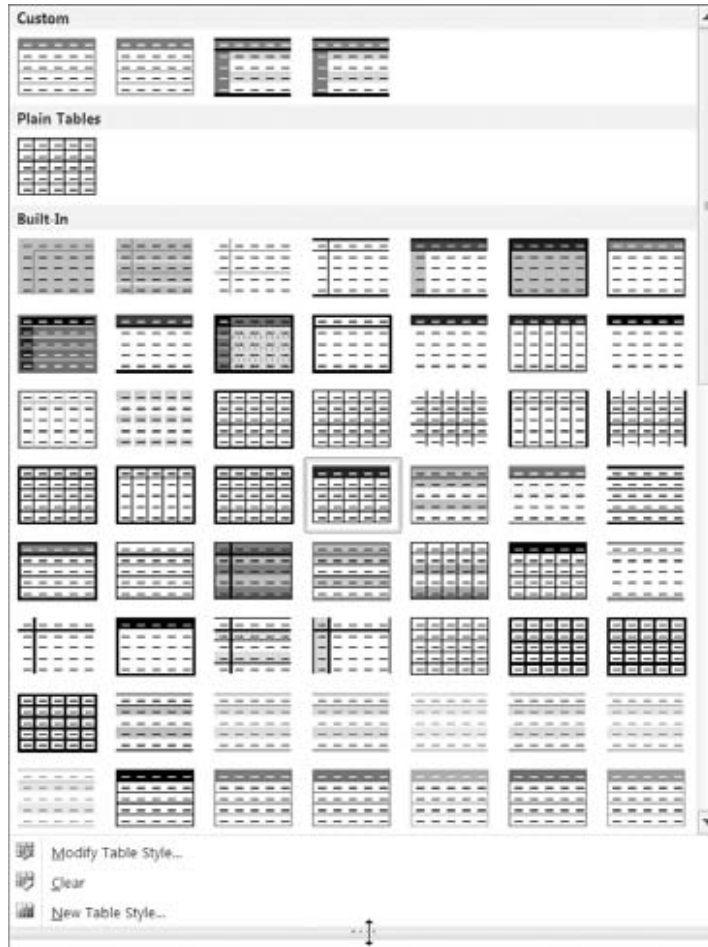 Custom
Plain Tables
Built-In
Modify Table Style...
Clear
New Table Style...